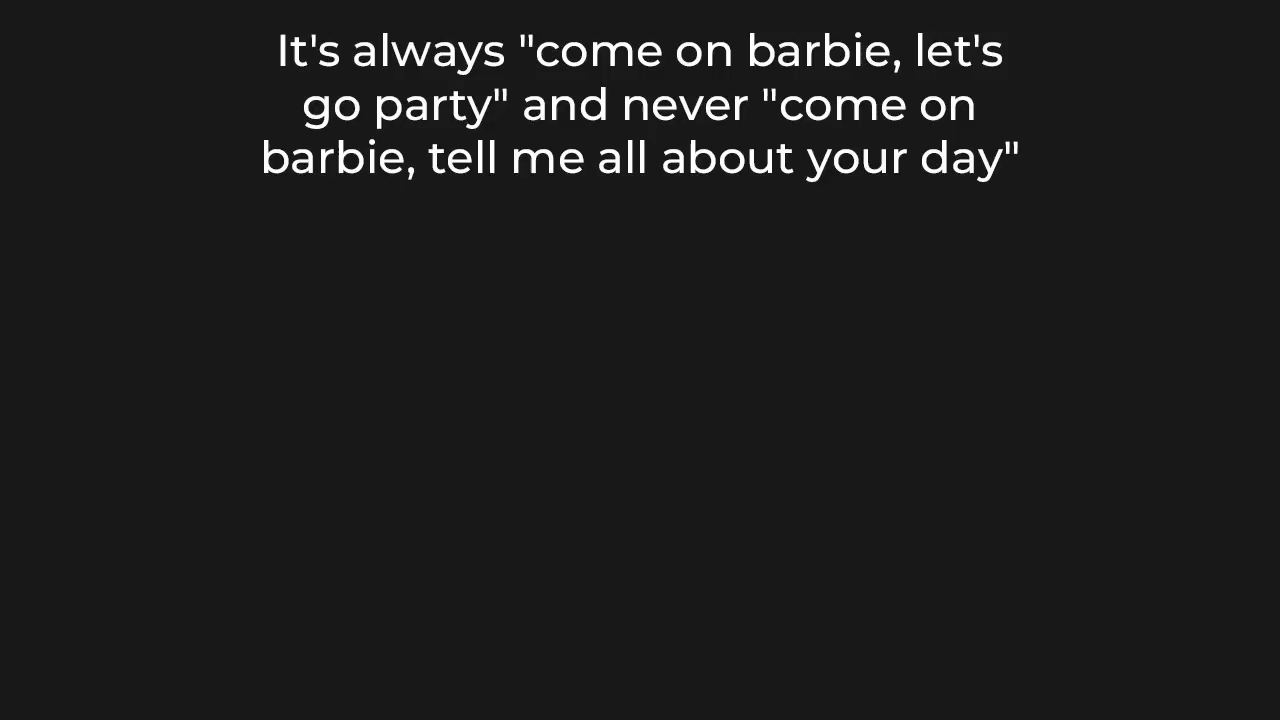 It's always "come on barbie, let's
go party" and never "come on
barbie, tell me all about your day"